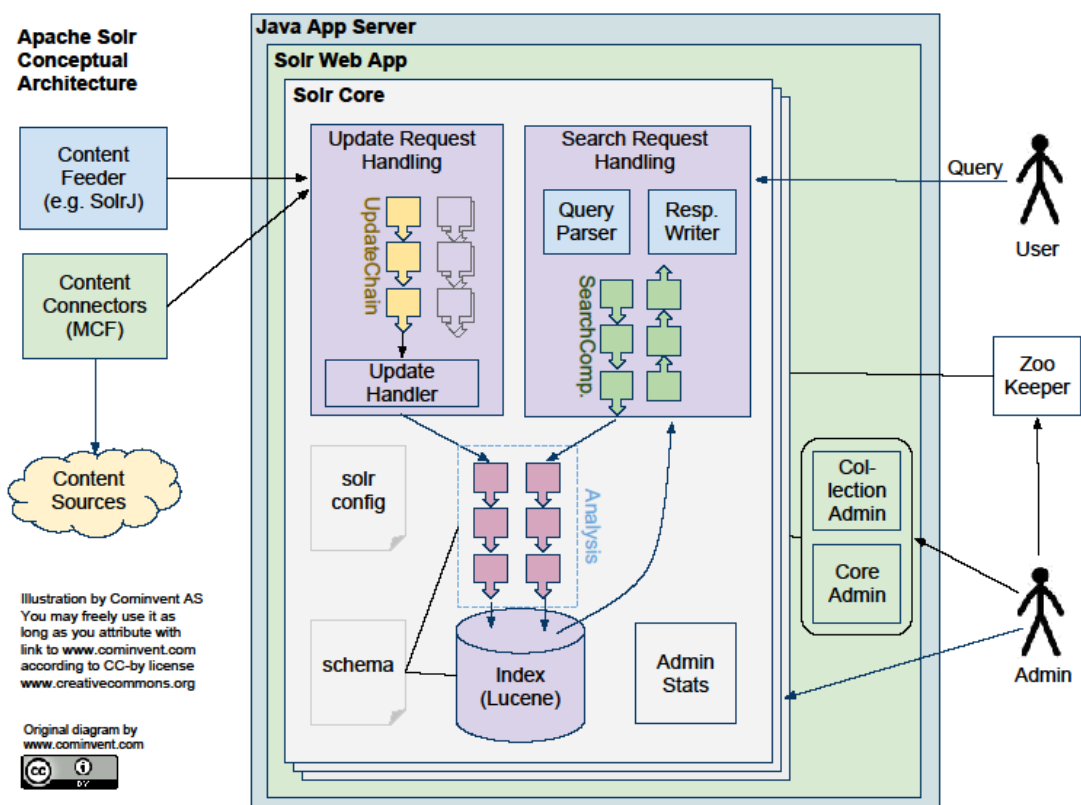 Apache Solr
Conceptual
Architecture
Java App Server
Solr Web App
Solr Core
Content
Feeder
(e.g. SolrJ)
Content
Connectors
(MCF)
Content
Sources
Update Request
Handling
UpdateChain
Update
Handler
Search Request
Handling
Query
Parser
Resp.
Writer
SearchComp.
Query
User
Zoo
Keeper
solr
config
Analysis
Col-
lection
Admin
Core
Admin
schema
Index
(Lucene)
Admin
Stats
Admin
Illustration by Cominvent AS
You may freely use it as
long as you attribute with
link to www.cominvent.com
according to CC-by license
www.creativecommons.org
Original diagram by
www.cominvent.com
cc
BY